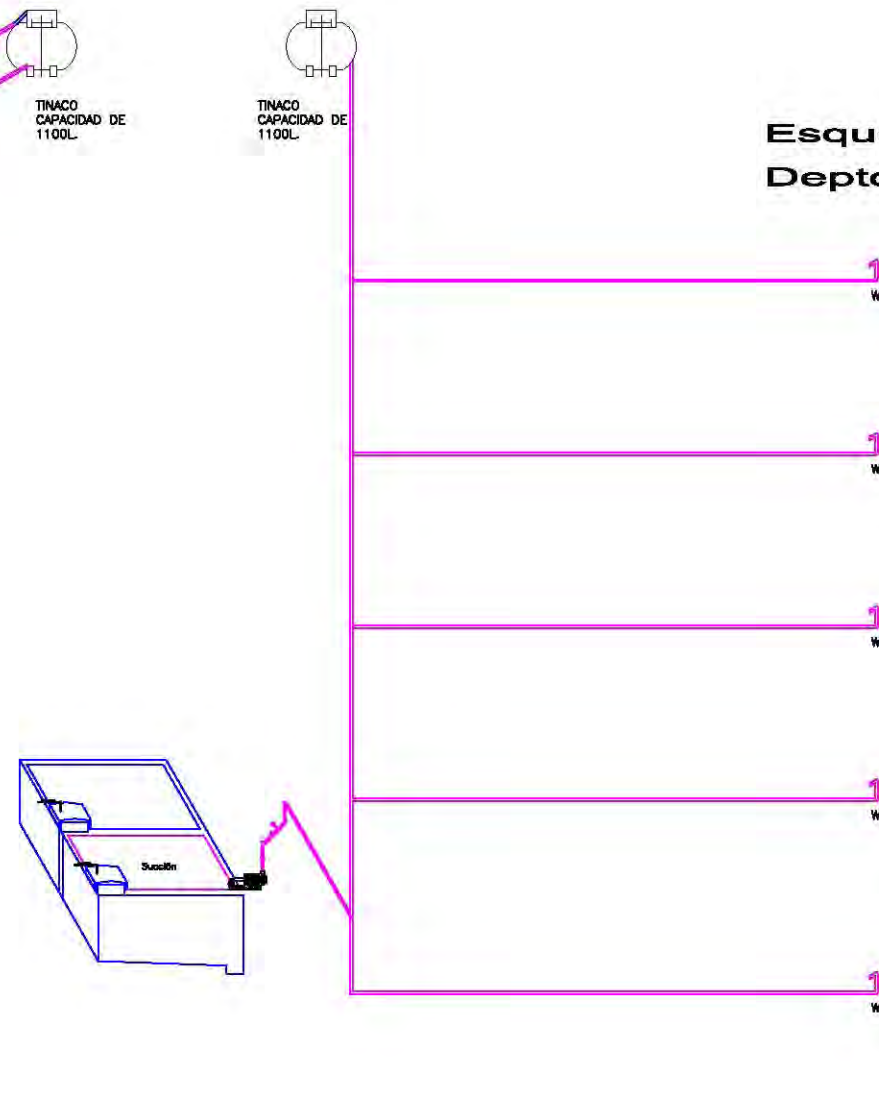 TINACO
CAPACIDAD DE
1100L.
TINACO
CAPACIDAD DE
1100L.
Esqu
Depto
W
W
W
W
Succión
W